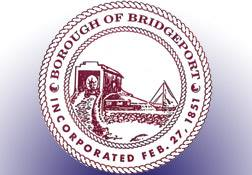 BOROUGH OF BRIDGEPORT
INCORPORATED FEB. 27, 1851